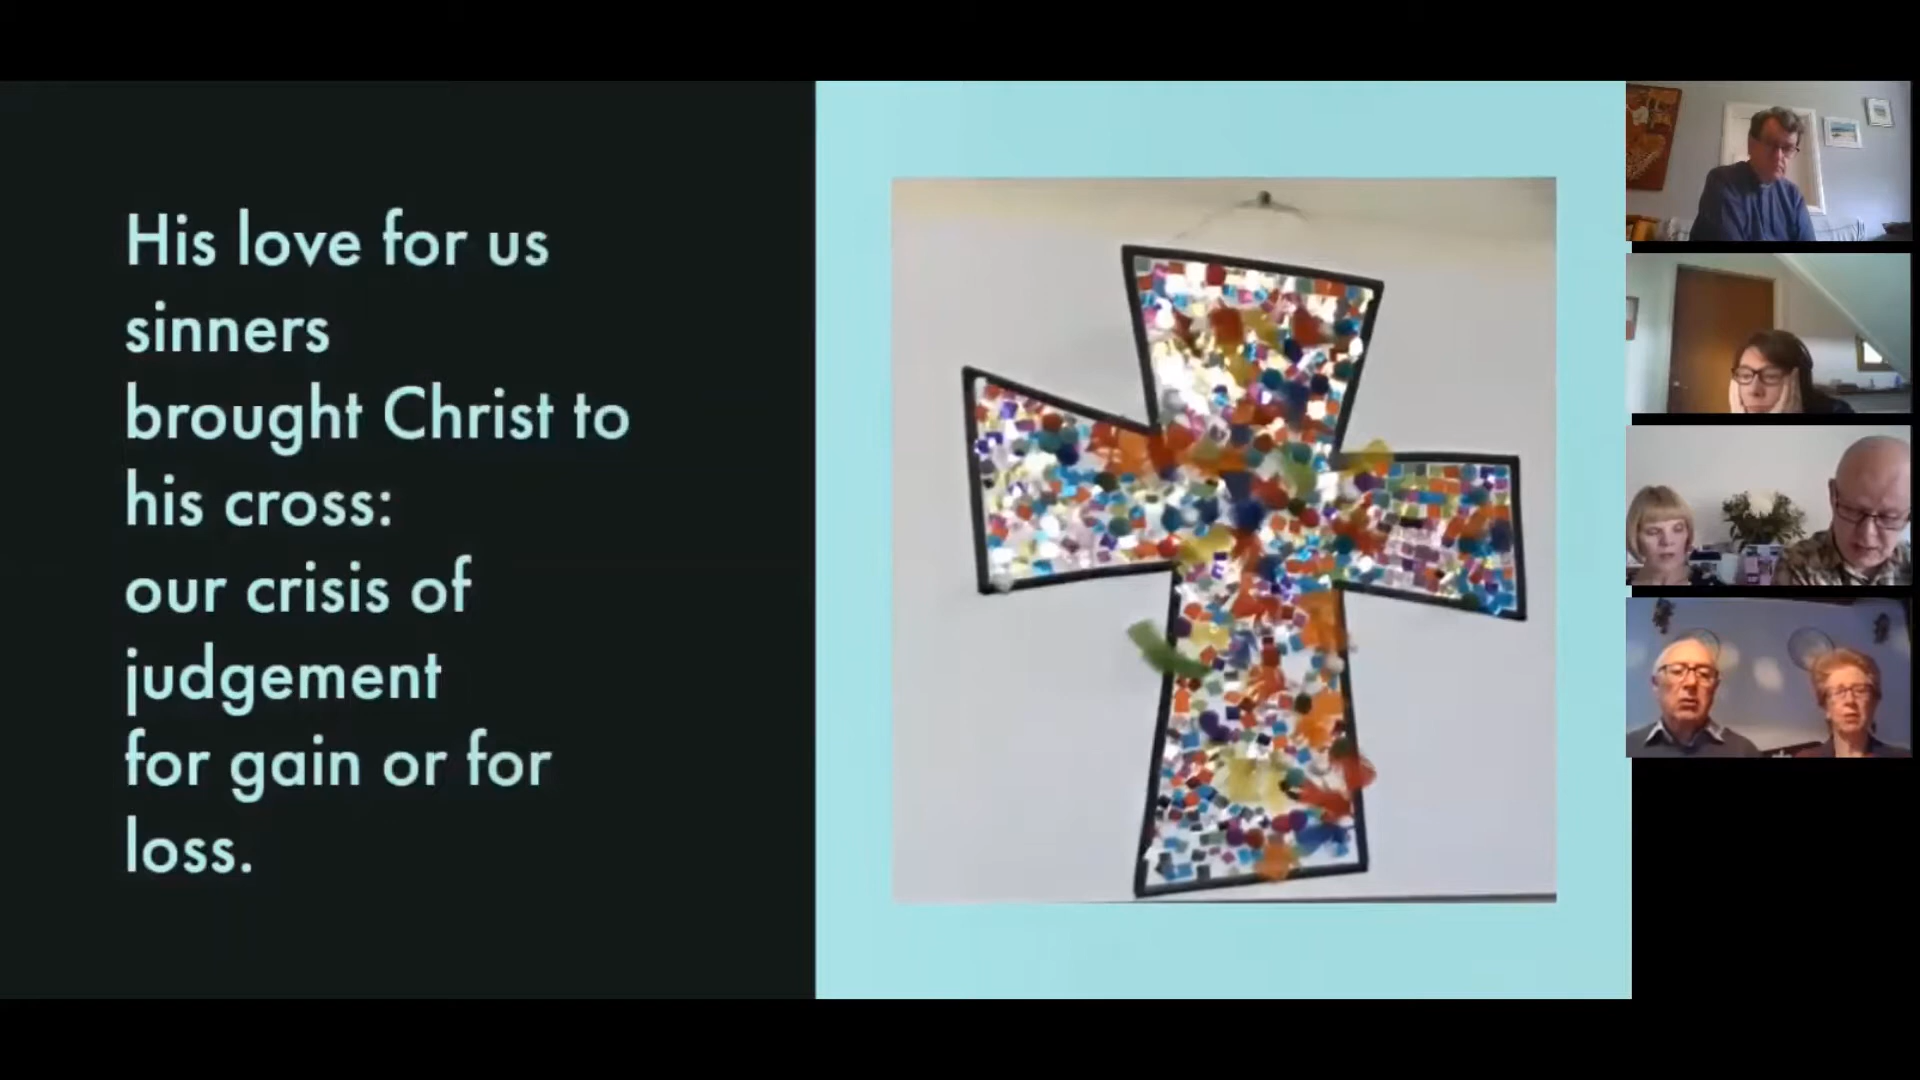 His love for us
sinners
brought Christ to
his cross:
our crisis of
judgement
for gain or for
loss.